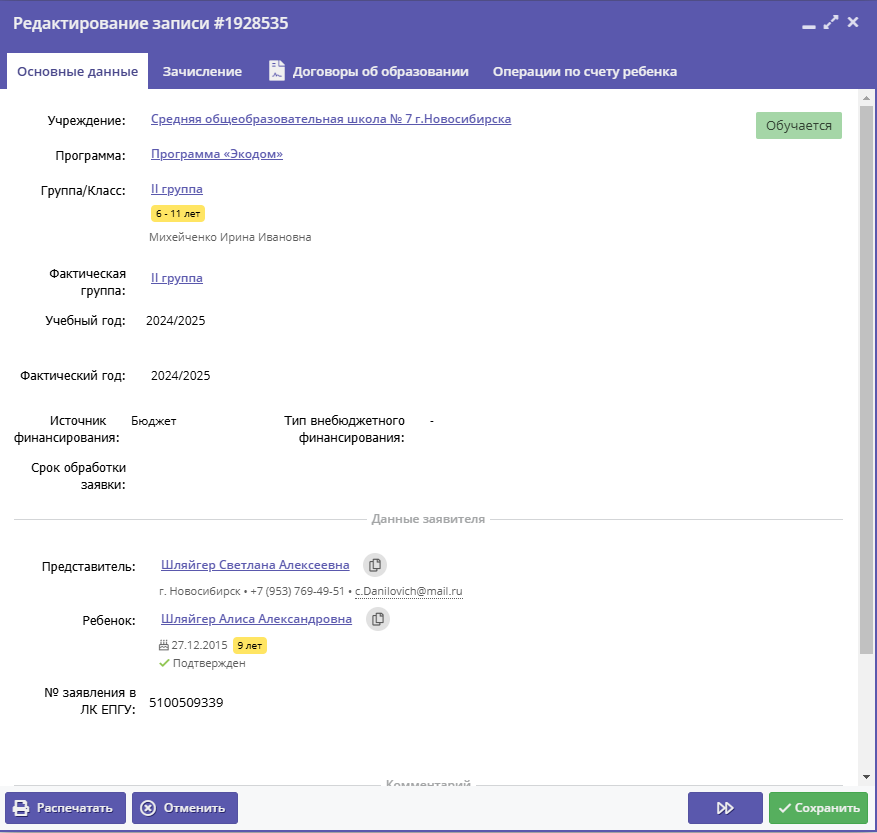 Редактирование записи #1928535
Основные данные Зачисление Договоры об образовании Операции по счету ребенка
Учреждение: Средняя общеобразовательная школа № 7 г.Новосибирска Обучается
Программа: Программа «Экодом»
Группа/Класс: II группа
6 - 11 лет
Михейченко Ирина Ивановна
Фактическая
группа: II группа
Учебный год: 2024/2025
Фактический год: 2024/2025
Источник Бюджет Тип внебюджетного -
финансирования: финансирования:
Срок обработки
заявки:
Данные заявителя
Представитель: Шляйгер Светлана Алексеевна
г. Новосибирск • +7 (953) 769-49-51 • c.Danilovich@mail.ru
Ребенок: Шляйгер Алиса Александровна
27.12.2015 9 лет
Подтвержден
№ заявления в
ЛК ЕПГУ: 5100509339
Комментарий
Распечатать Отменить Сохранить